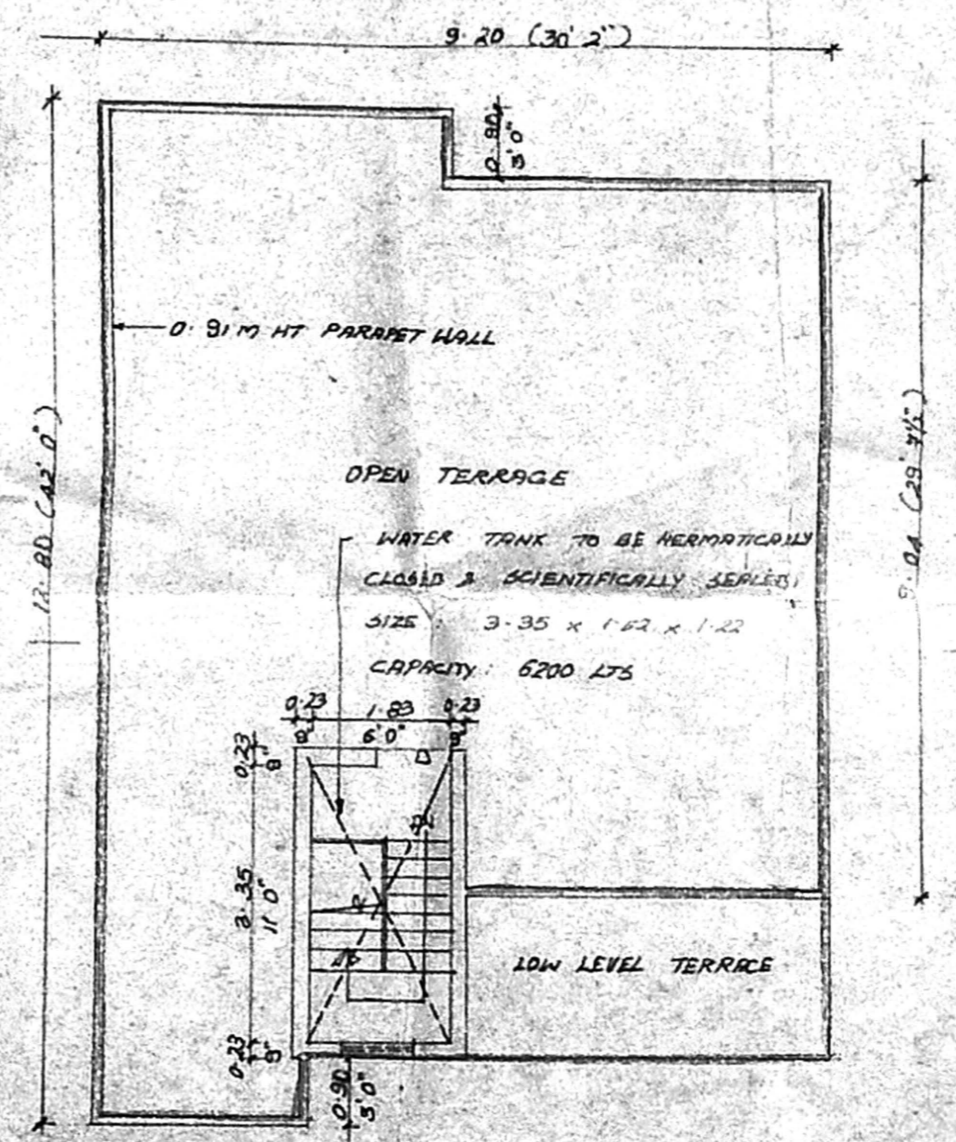 9.20 (30' 2")
0.90
3'0"
0.91 M HT PARAPET WALL
12.80 (42' 0")
9.04 (29' 7½")
OPEN TERRAGE
WATER TANK TO BE HERMATICALLY
CLOSED & SCIENTIFICALLY SEALED.
SIZE : 3.35 x 1.62 x 1.22
CAPACITY : 6200 LTS
0.23 1.83 0.23
9" 6'0" 9"
0.23
9"
D
3.35
11'0"
LOW LEVEL TERRACE
0.23
9"
0.90
3'0"